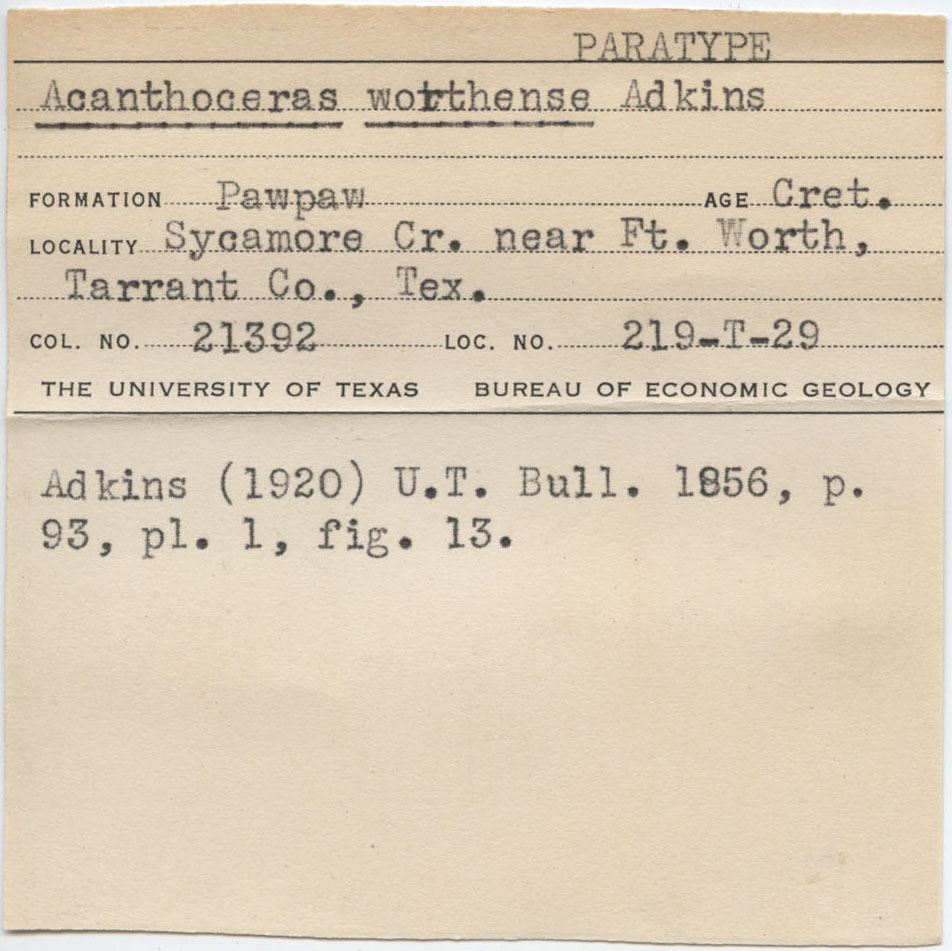 PARATYPE
Acanthoceras worthense Adkins
FORMATION Pawpaw AGE Cret.
LOCALITY Sycamore Cr. near Ft. Worth,
Tarrant Co., Tex.
COL. NO. 21392 LOC. NO. 219-T-29
THE UNIVERSITY OF TEXAS BUREAU OF ECONOMIC GEOLOGY
Adkins (1920) U.T. Bull. 1856, p.
93, pl. 1, fig. 13.